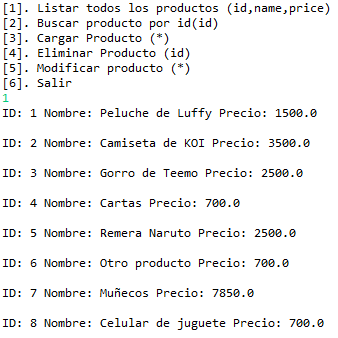 [1]. Listar todos los productos (id,name,price)
[2]. Buscar producto por id(id)
[3]. Cargar Producto (*)
[4]. Eliminar Producto (id)
[5]. Modificar producto (*)
[6]. Salir
1
ID: 1 Nombre: Peluche de Luffy Precio: 1500.0
ID: 2 Nombre: Camiseta de KOI Precio: 3500.0
ID: 3 Nombre: Gorro de Teemo Precio: 2500.0
ID: 4 Nombre: Cartas Precio: 700.0
ID: 5 Nombre: Remera Naruto Precio: 2500.0
ID: 6 Nombre: Otro producto Precio: 700.0
ID: 7 Nombre: Muñecos Precio: 7850.0
ID: 8 Nombre: Celular de juguete Precio: 700.0